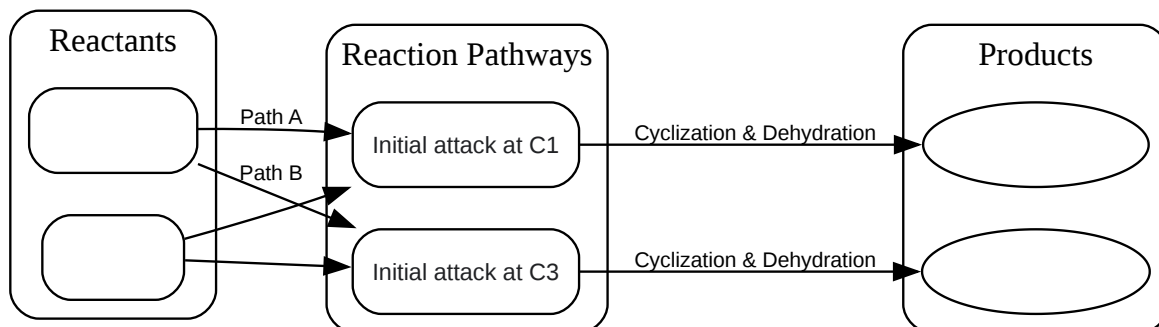 Reactants
Reaction Pathways
Products
Path A
Initial attack at C1
Cyclization & Dehydration
Path B
Initial attack at C3
Cyclization & Dehydration